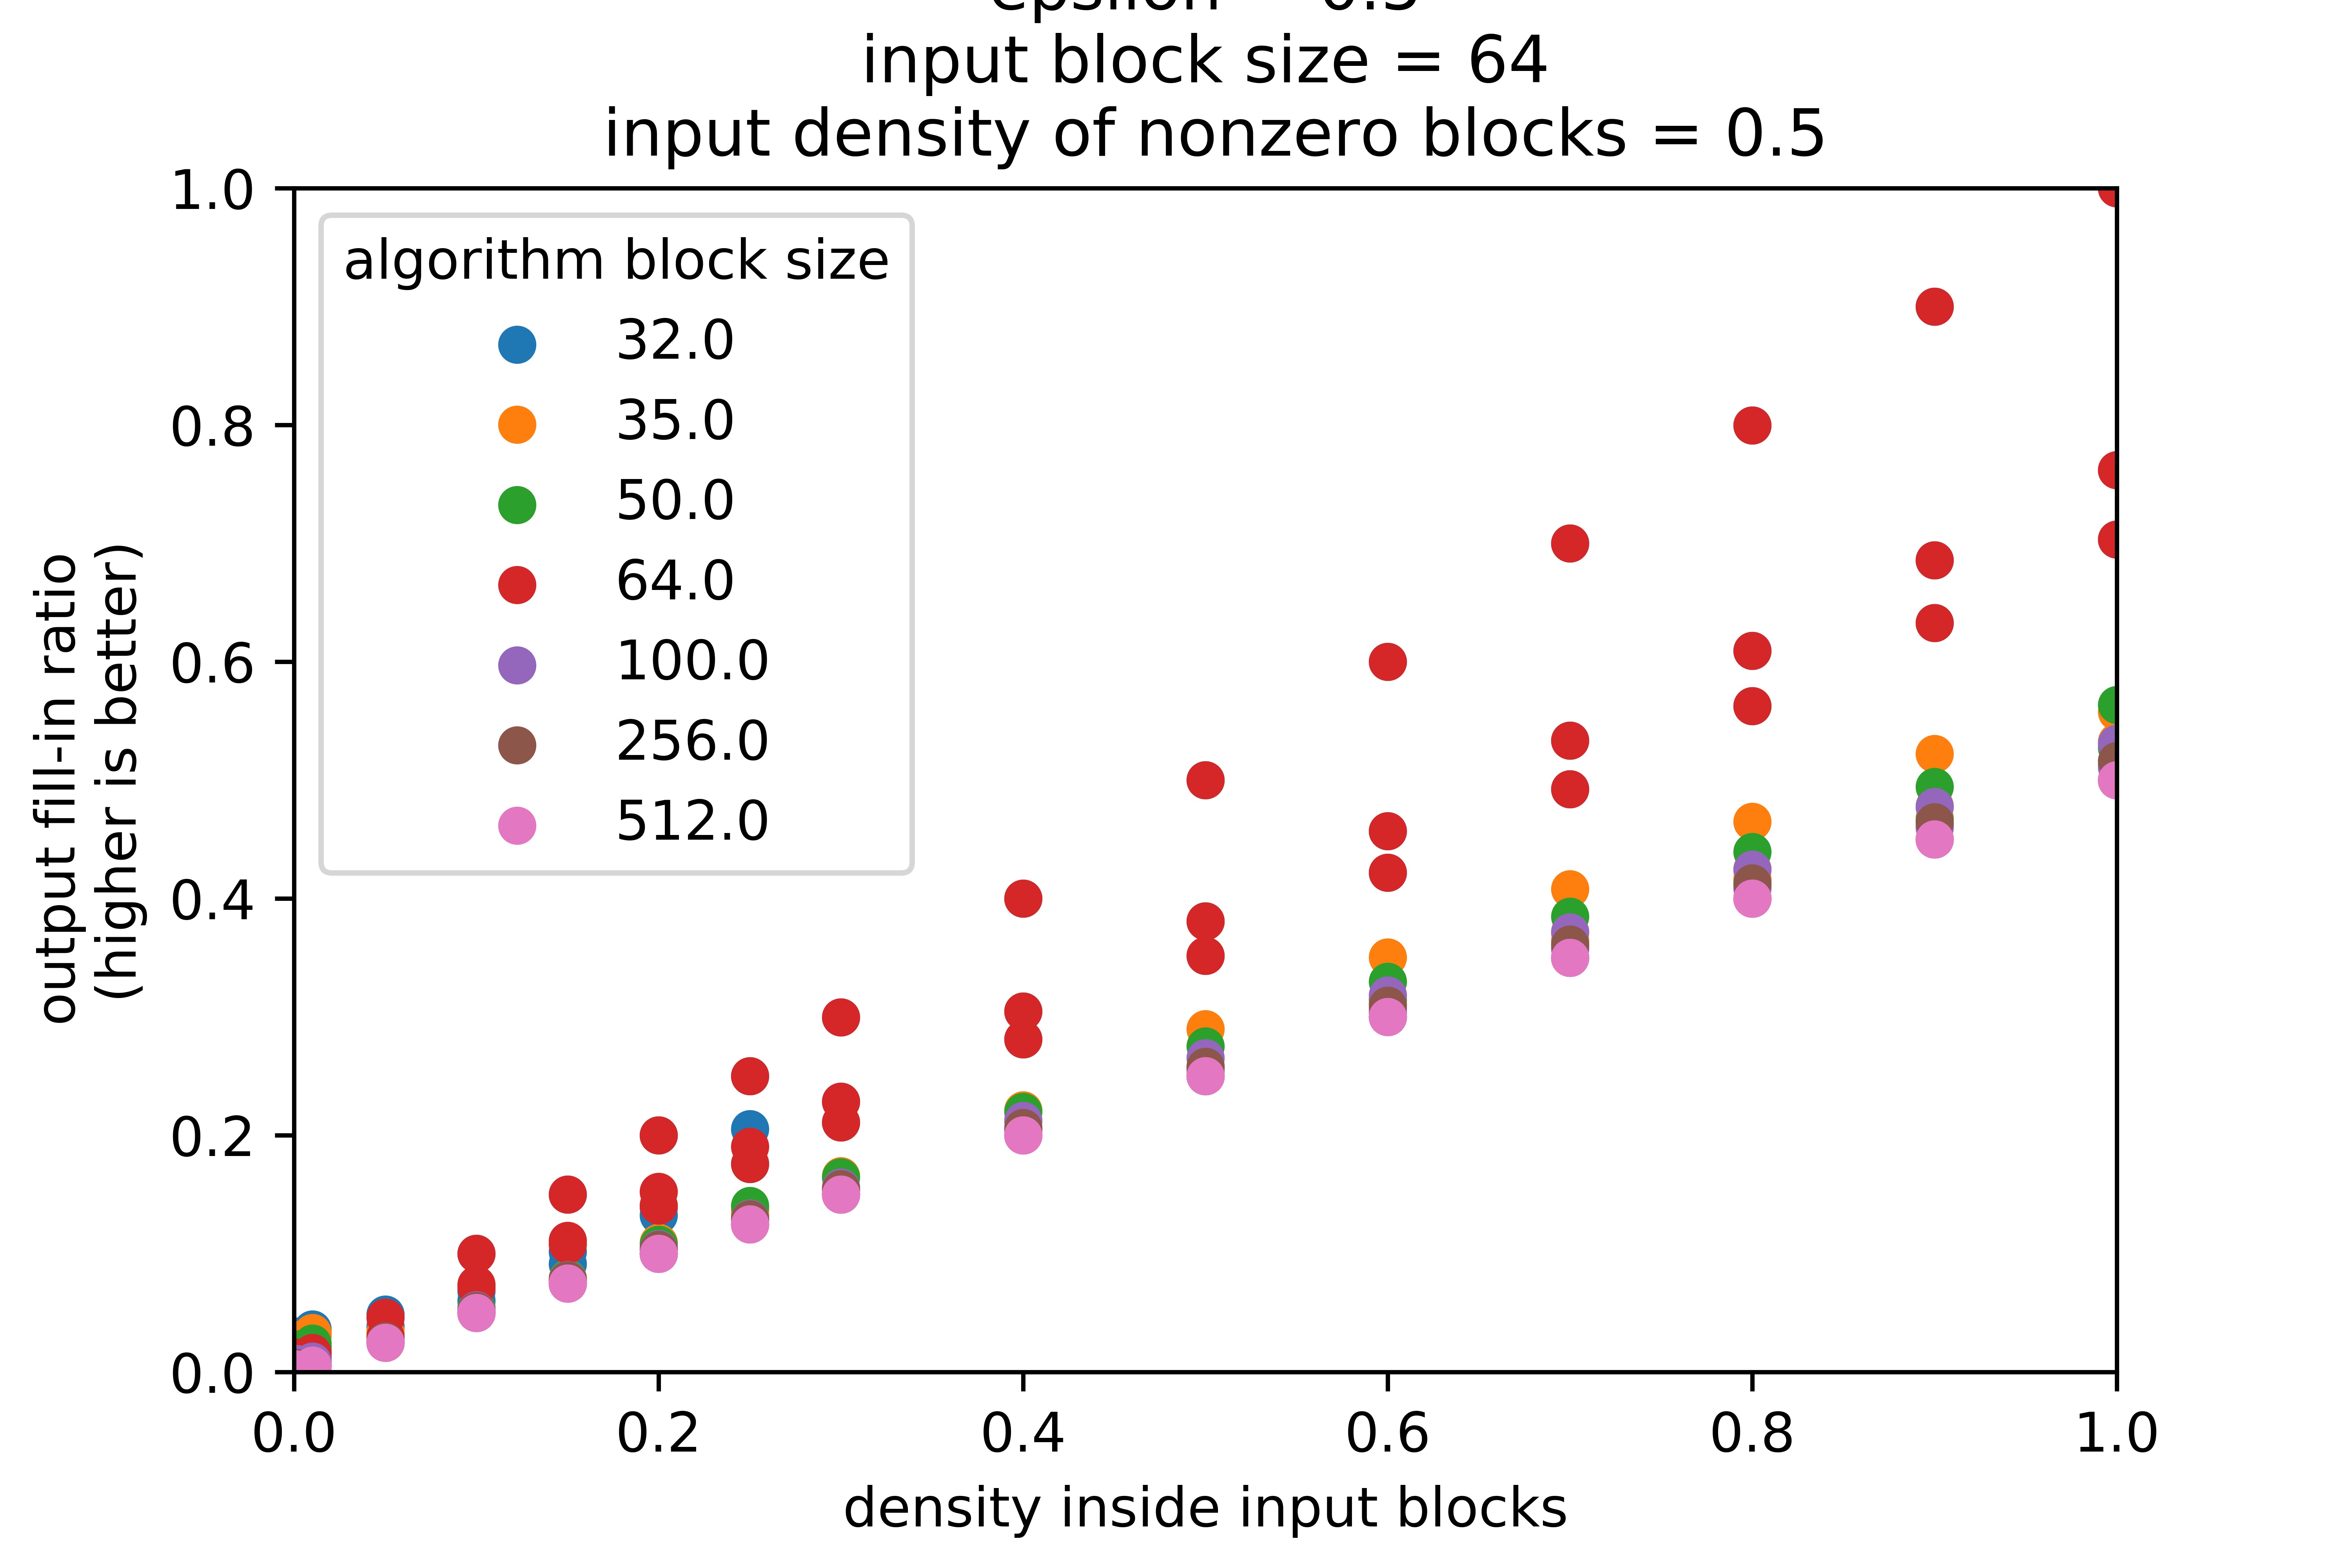 input block size = 64
input density of nonzero blocks = 0.5
1.0
0.8
0.6
0.4
0.2
0.0
output fill-in ratio
(higher is better)
algorithm block size
32.0
35.0
50.0
64.0
100.0
256.0
512.0
0.0 0.2 0.4 0.6 0.8 1.0
density inside input blocks